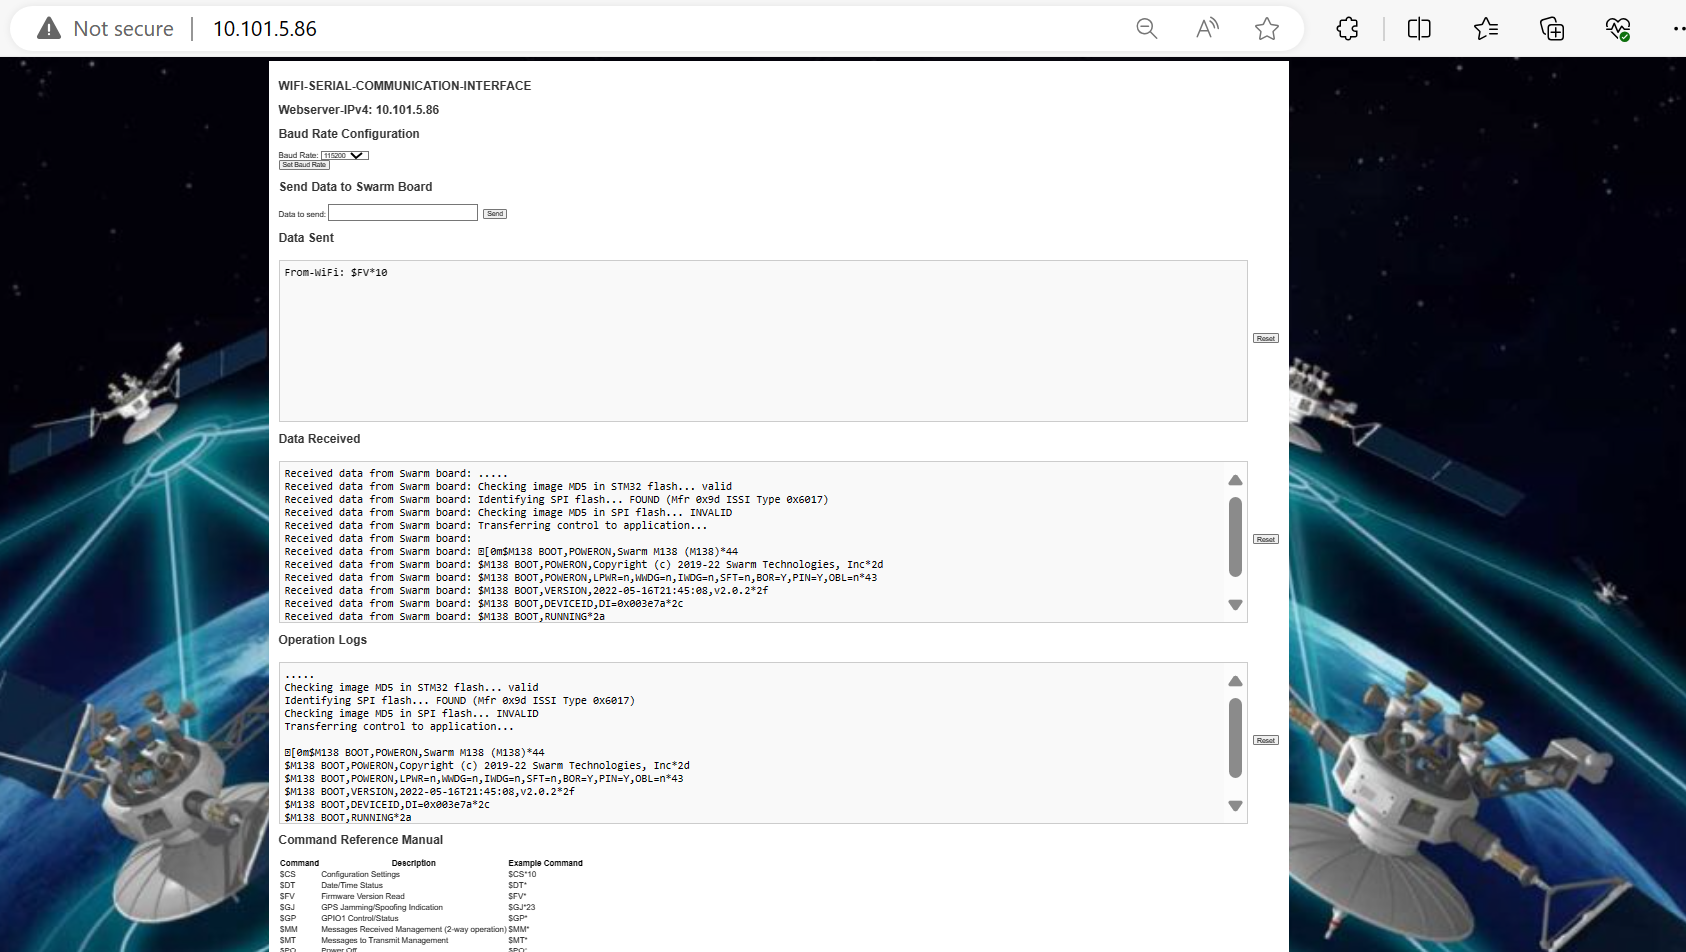 Not secure 10.101.5.86
WIFI-SERIAL-COMMUNICATION-INTERFACE
Webserver-IPv4: 10.101.5.86
Baud Rate Configuration
Baud Rate: 115200
Set Baud Rate
Send Data to Swarm Board
Data to send: Send
Data Sent
From-WiFi: $FV*10
Reset
Data Received
Received data from Swarm board: .....
Received data from Swarm board: Checking image MD5 in STM32 flash... valid
Received data from Swarm board: Identifying SPI flash... FOUND (Mfr 0x9d ISSI Type 0x6017)
Received data from Swarm board: Checking image MD5 in SPI flash... INVALID
Received data from Swarm board: Transferring control to application...
Received data from Swarm board:
Received data from Swarm board: [0m$M138 BOOT,POWERON,Swarm M138 (M138)*44
Received data from Swarm board: $M138 BOOT,POWERON,Copyright (c) 2019-22 Swarm Technologies, Inc*2d
Received data from Swarm board: $M138 BOOT,POWERON,LPWR=n,WWDG=n,IWDG=n,SFT=n,BOR=Y,PIN=Y,OBL=n*43
Received data from Swarm board: $M138 BOOT,VERSION,2022-05-16T21:45:08,v2.0.2*2f
Received data from Swarm board: $M138 BOOT,DEVICEID,DI=0x003e7a*2c
Received data from Swarm board: $M138 BOOT,RUNNING*2a
Reset
Operation Logs
.....
Checking image MD5 in STM32 flash... valid
Identifying SPI flash... FOUND (Mfr 0x9d ISSI Type 0x6017)
Checking image MD5 in SPI flash... INVALID
Transferring control to application...
[0m$M138 BOOT,POWERON,Swarm M138 (M138)*44
$M138 BOOT,POWERON,Copyright (c) 2019-22 Swarm Technologies, Inc*2d
$M138 BOOT,POWERON,LPWR=n,WWDG=n,IWDG=n,SFT=n,BOR=Y,PIN=Y,OBL=n*43
$M138 BOOT,VERSION,2022-05-16T21:45:08,v2.0.2*2f
$M138 BOOT,DEVICEID,DI=0x003e7a*2c
$M138 BOOT,RUNNING*2a
Reset
Command Reference Manual
Command Description Example Command
$CS Configuration Settings $CS*10
$DT Date/Time Status $DT*
$FV Firmware Version Read $FV*
$GJ GPS Jamming/Spoofing Indication $GJ*23
$GP GPIO1 Control/Status $GP*
$MM Messages Received Management (2-way operation) $MM*
$MT Messages to Transmit Management $MT*
$PO Power Off $PO*